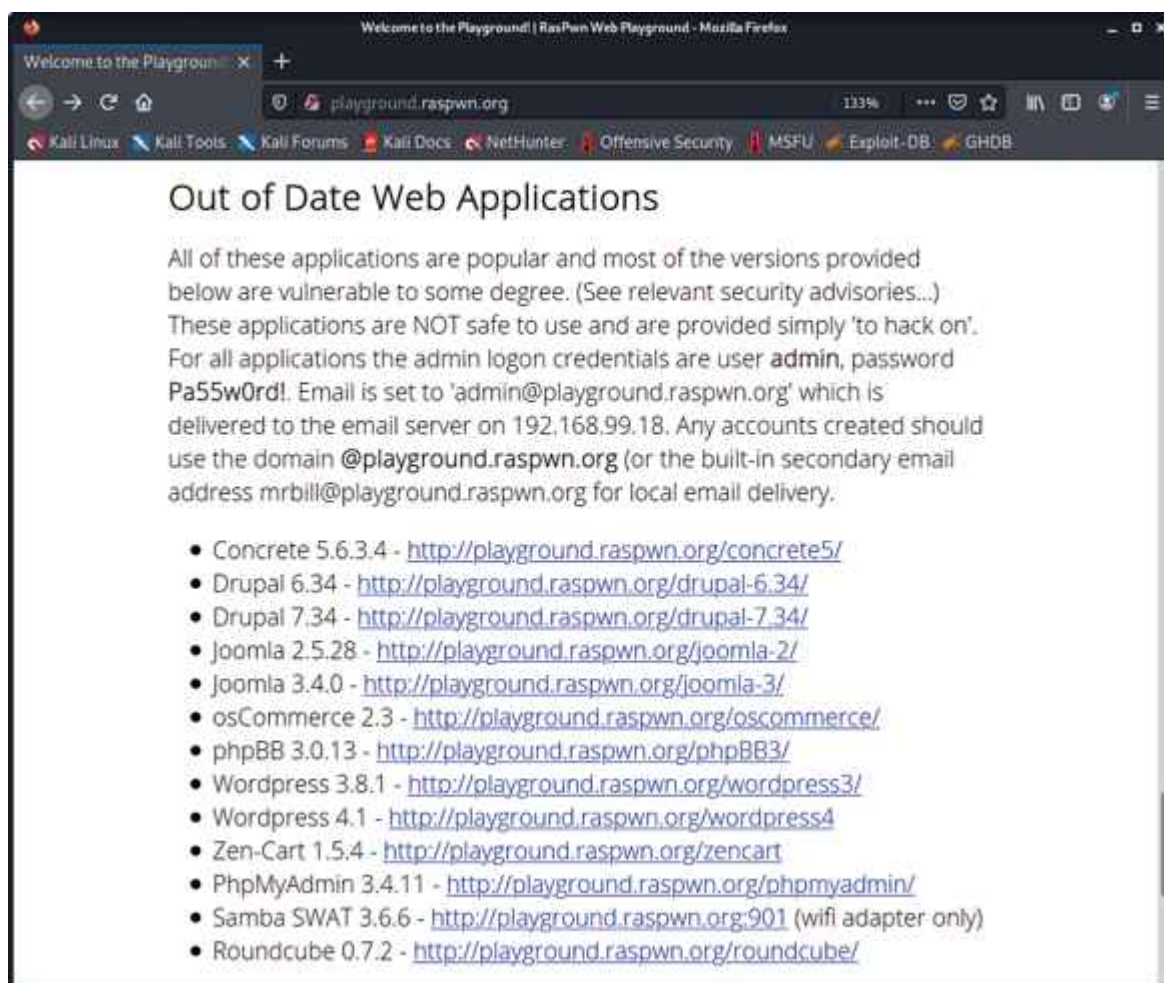 Welcome to the Playground! | RasPwn Web Playground - Mozilla Firefox
Welcome to the Playground
playground.raspwn.org
133%
Kali Linux Kali Tools Kali Forums Kali Docs NetHunter Offensive Security MSFU Exploit-DB GHDB
Out of Date Web Applications
All of these applications are popular and most of the versions provided
below are vulnerable to some degree. (See relevant security advisories...)
These applications are NOT safe to use and are provided simply 'to hack on'.
For all applications the admin logon credentials are user admin, password
Pa55w0rd!. Email is set to 'admin@playground.raspwn.org' which is
delivered to the email server on 192.168.99.18. Any accounts created should
use the domain @playground.raspwn.org (or the built-in secondary email
address mrbill@playground.raspwn.org for local email delivery.
• Concrete 5.6.3.4 - http://playground.raspwn.org/concrete5/
• Drupal 6.34 - http://playground.raspwn.org/drupal-6.34/
• Drupal 7.34 - http://playground.raspwn.org/drupal-7.34/
• Joomla 2.5.28 - http://playground.raspwn.org/joomla-2/
• Joomla 3.4.0 - http://playground.raspwn.org/joomla-3/
• osCommerce 2.3 - http://playground.raspwn.org/oscommerce/
• phpBB 3.0.13 - http://playground.raspwn.org/phpBB3/
• Wordpress 3.8.1 - http://playground.raspwn.org/wordpress3/
• Wordpress 4.1 - http://playground.raspwn.org/wordpress4
• Zen-Cart 1.5.4 - http://playground.raspwn.org/zencart
• PhpMyAdmin 3.4.11 - http://playground.raspwn.org/phpmyadmin/
• Samba SWAT 3.6.6 - http://playground.raspwn.org:901 (wifi adapter only)
• Roundcube 0.7.2 - http://playground.raspwn.org/roundcube/